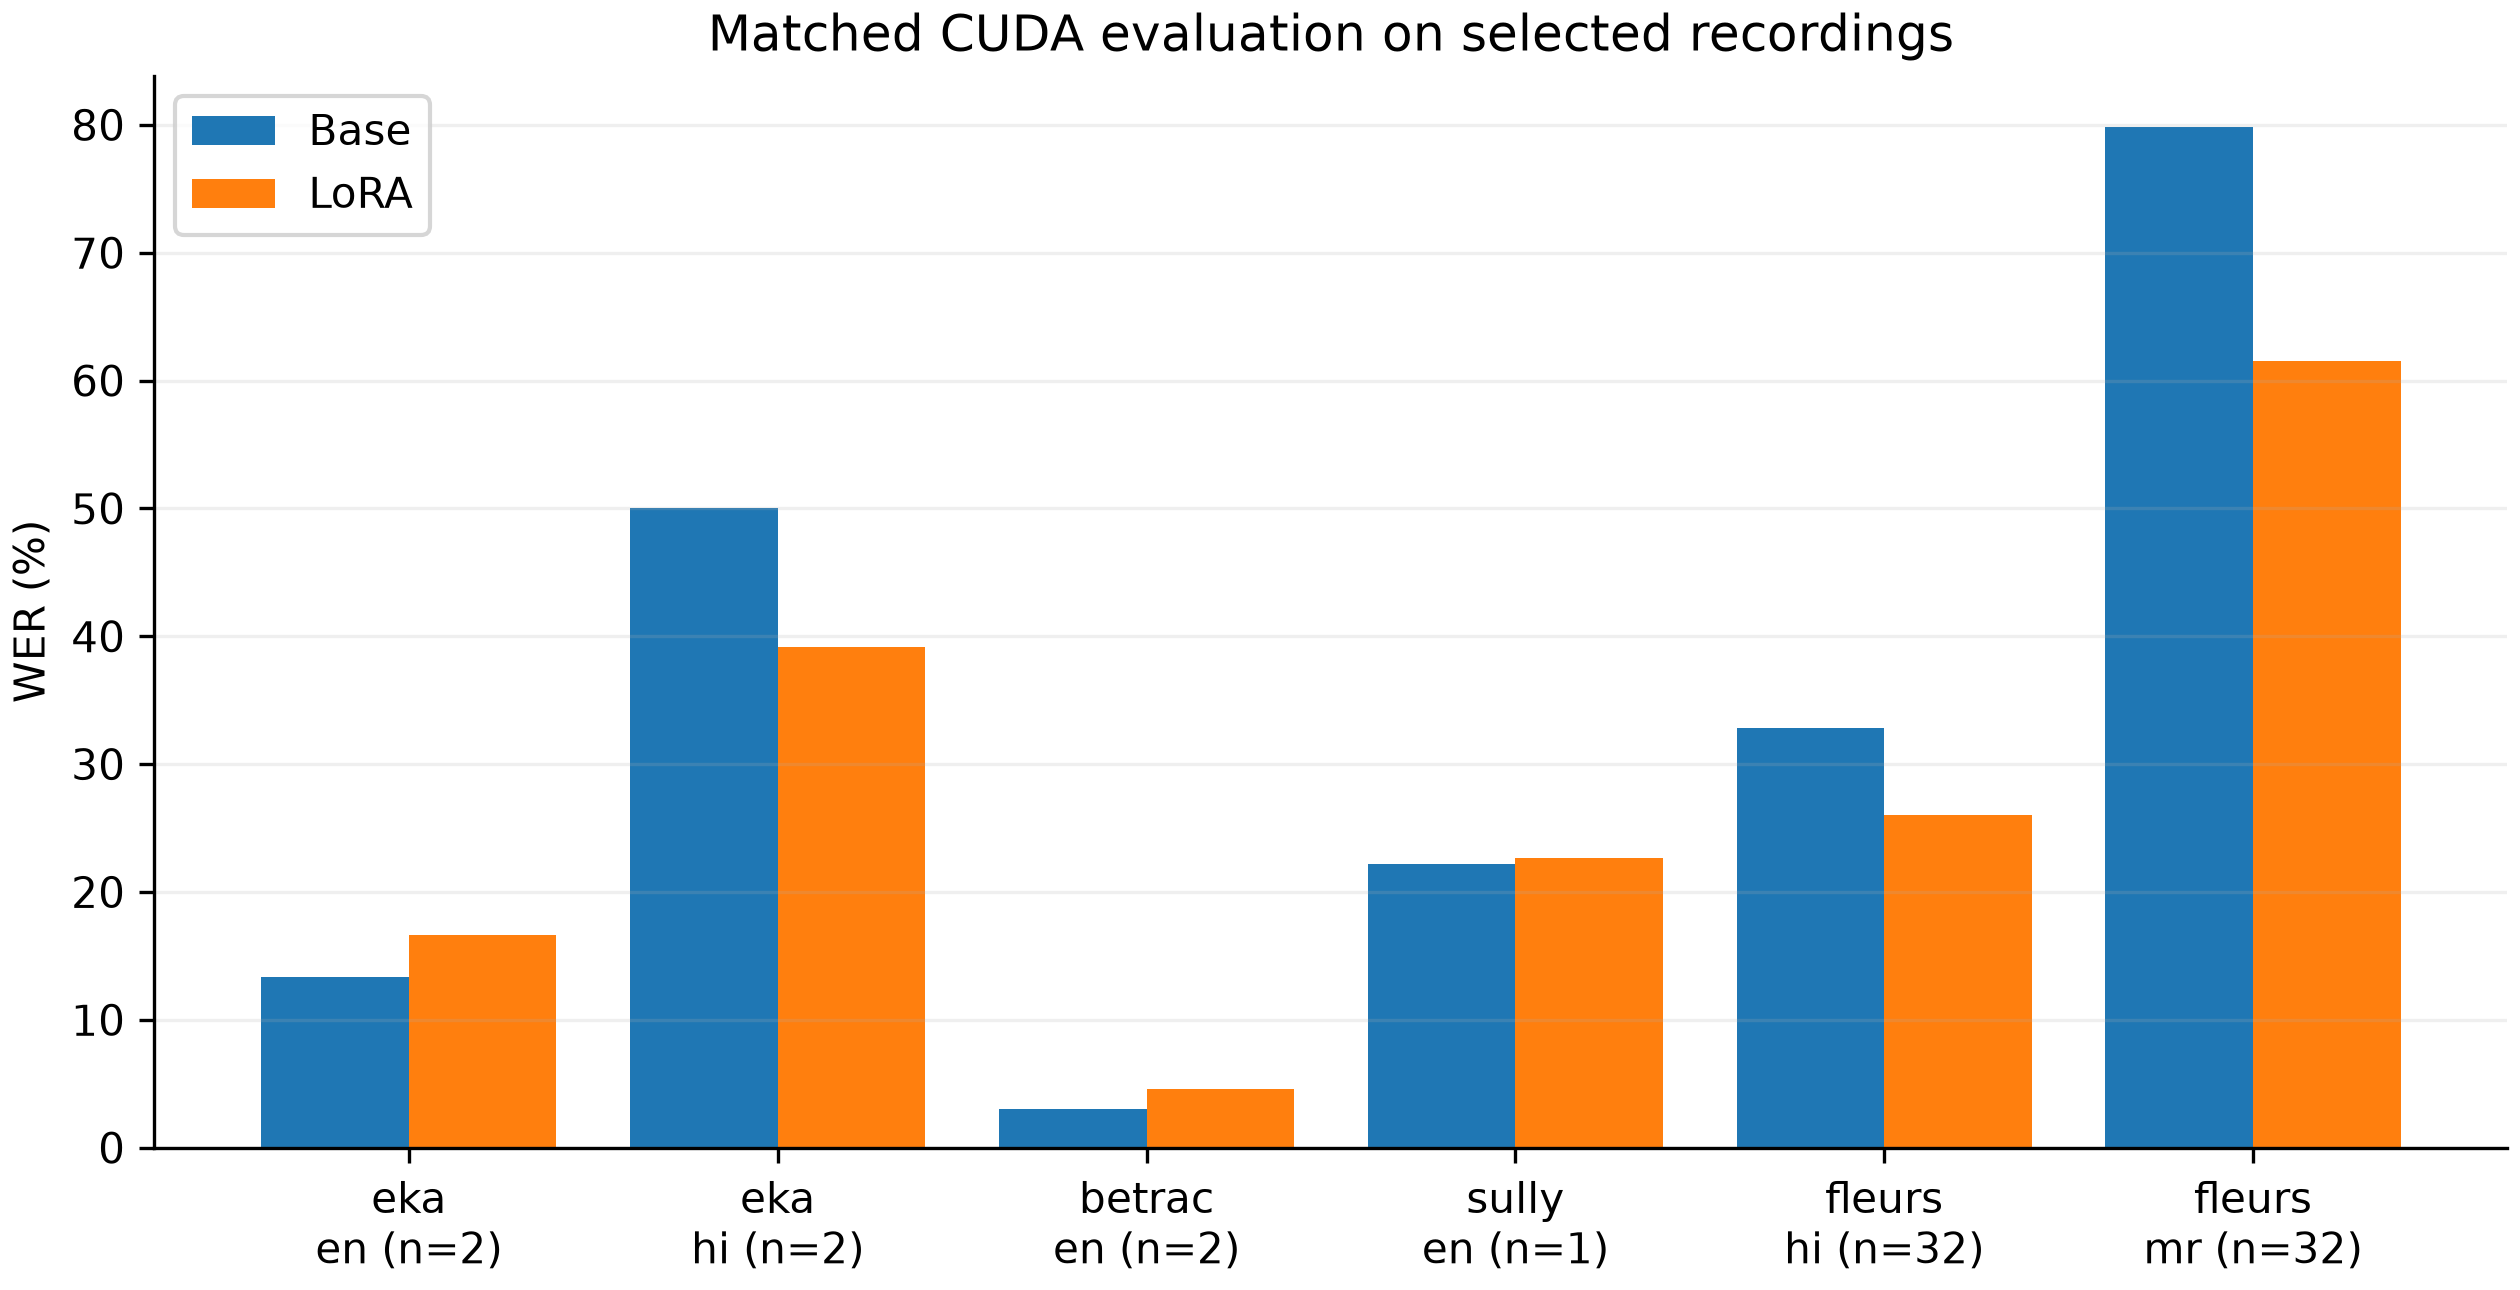 Matched CUDA evaluation on selected recordings
Base
LoRA
WER (%)
80
70
60
50
40
30
20
10
0
eka
en (n=2)
eka
hi (n=2)
betrac
en (n=2)
sully
en (n=1)
fleurs
hi (n=32)
fleurs
mr (n=32)